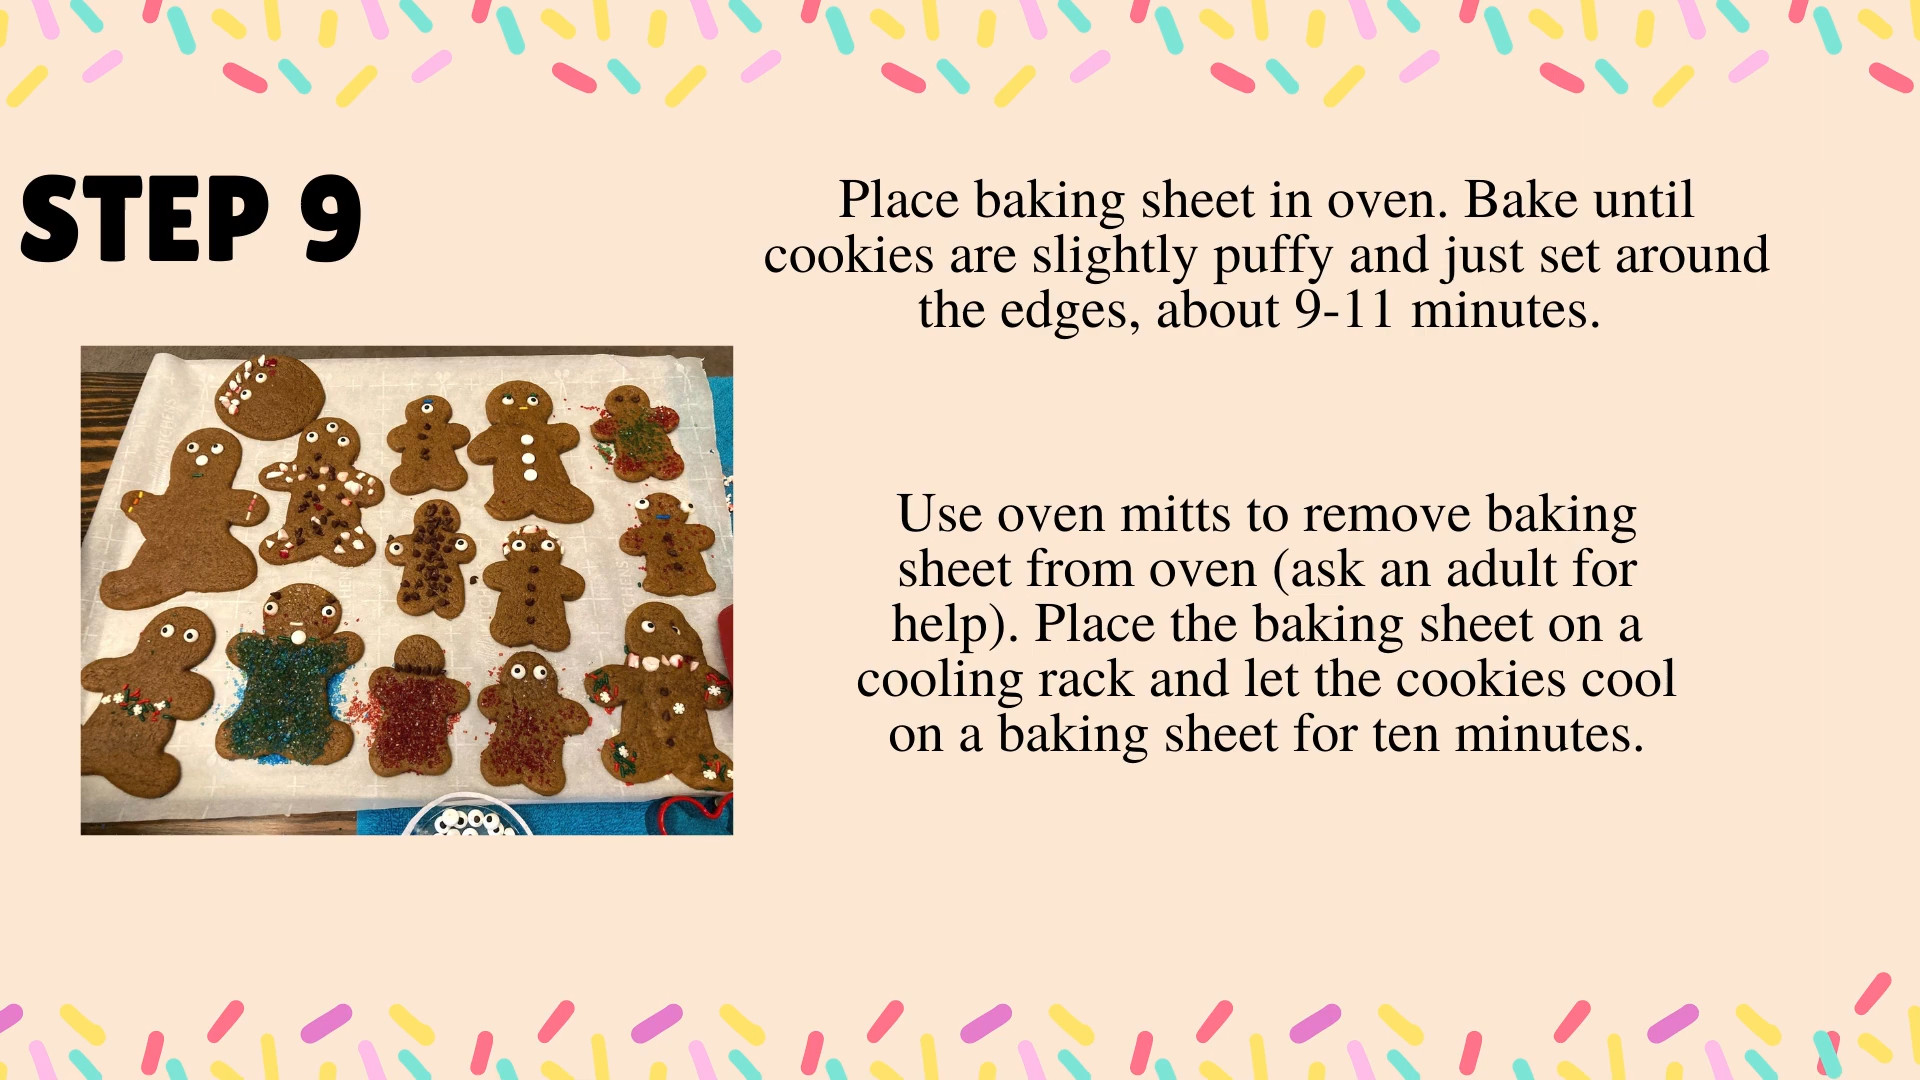 STEP 9
Place baking sheet in oven. Bake until
cookies are slightly puffy and just set around
the edges, about 9-11 minutes.
Use oven mitts to remove baking
sheet from oven (ask an adult for
help). Place the baking sheet on a
cooling rack and let the cookies cool
on a baking sheet for ten minutes.